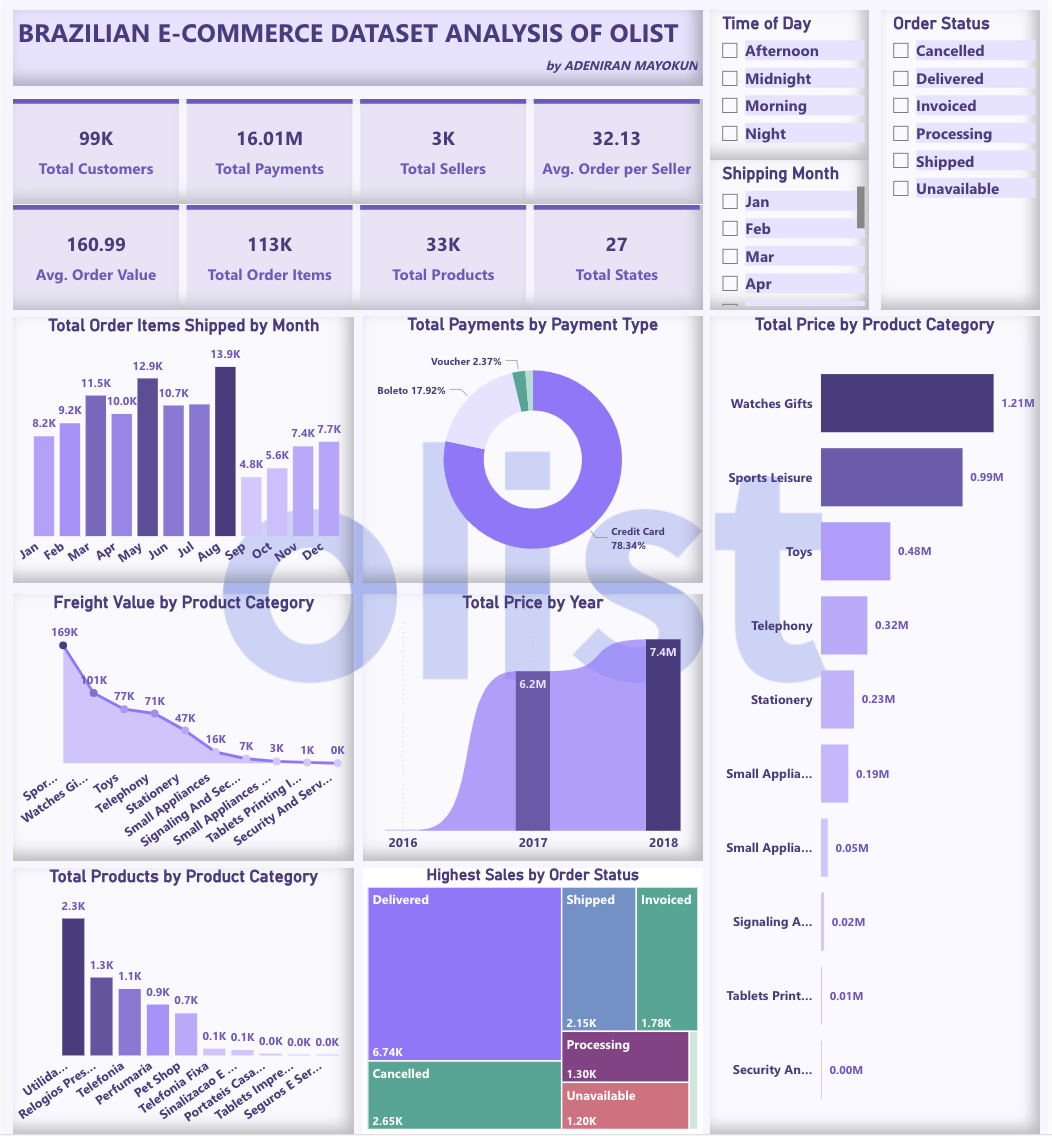 BRAZILIAN E-COMMERCE DATASET ANALYSIS OF OLIST
by ADENIRAN MAYOKUN
Time of Day
Afternoon
Midnight
Morning
Night
Order Status
Cancelled
Delivered
Invoiced
Processing
Shipped
Unavailable
Shipping Month
Jan
Feb
Mar
Apr
99K
Total Customers
16.01M
Total Payments
3K
Total Sellers
32.13
Avg. Order per Seller
160.99
Avg. Order Value
113K
Total Order Items
33K
Total Products
27
Total States
Total Order Items Shipped by Month
8.2K
9.2K
11.5K
10.0K
12.9K
10.7K
13.9K
4.8K
5.6K
7.4K
7.7K
Jan
Feb
Mar
Apr
May
Jun
Jul
Aug
Sep
Oct
Nov
Dec
Total Payments by Payment Type
Voucher 2.37%
Boleto 17.92%
Credit Card
78.34%
Total Price by Product Category
Watches Gifts 1.21M
Sports Leisure 0.99M
Toys 0.48M
Telephony 0.32M
Stationery 0.23M
Small Applia... 0.19M
Small Applia... 0.05M
Signaling A... 0.02M
Tablets Print... 0.01M
Security An... 0.00M
Freight Value by Product Category
169K
101K
77K
71K
47K
16K
7K
3K
1K
0K
Spor...
Watches Gi...
Toys
Telephony
Stationery
Small Appliances
Signaling And Sec...
Small Appliances ...
Tablets Printing I...
Security And Serv...
Total Price by Year
6.2M
7.4M
2016
2017
2018
Total Products by Product Category
2.3K
1.3K
1.1K
0.9K
0.7K
0.1K
0.1K
0.0K
0.0K
0.0K
Utilida...
Relogios Pres...
Telefonia
Perfumaria
Pet Shop
Telefonia Fixa
Sinalizacao E ...
Portateis Casa...
Tablets Impre...
Seguros E Ser...
Highest Sales by Order Status
Delivered
6.74K
Cancelled
2.65K
Shipped
2.15K
Invoiced
1.78K
Processing
1.30K
Unavailable
1.20K
olist